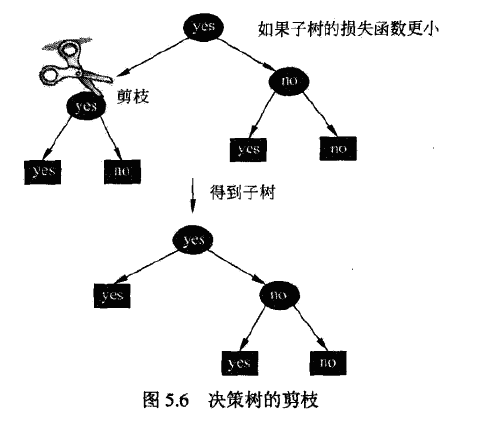 yes
如果子树的损失函数更小
剪枝
yes
no
yes
no
yes
no
得到子树
yes
yes
no
yes
no
图 5.6 决策树的剪枝